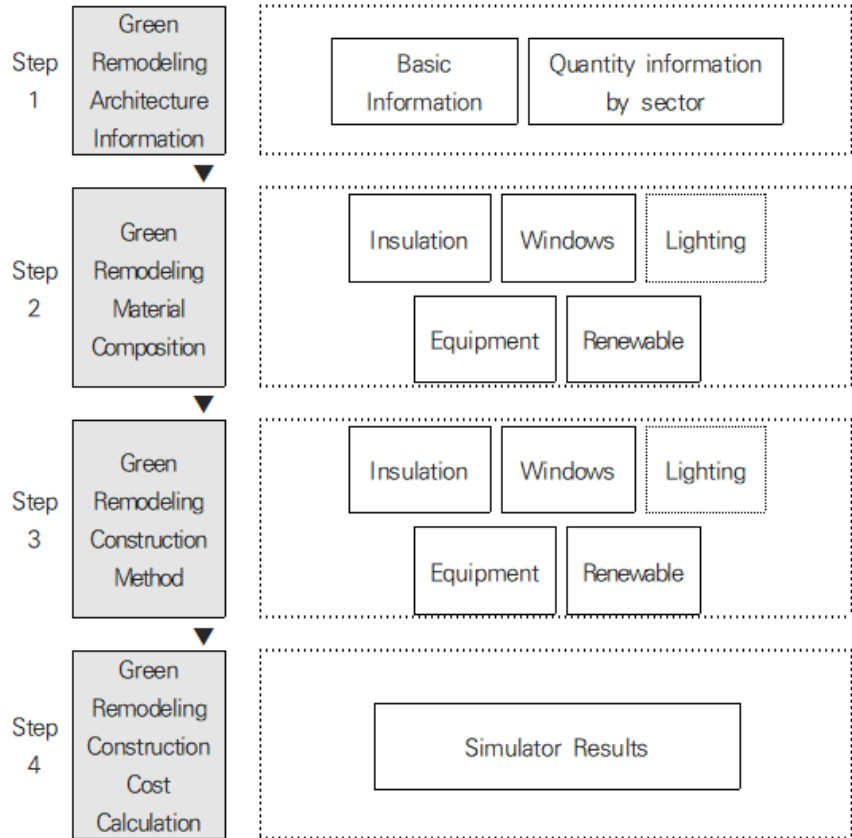 Step
1
Green
Remodeling
Architecture
Information
Basic
Information
Quantity information
by sector
▼
Step
2
Green
Remodeling
Material
Composition
Insulation
Windows
Lighting
Equipment
Renewable
▼
Step
3
Green
Remodeling
Construction
Method
Insulation
Windows
Lighting
Equipment
Renewable
▼
Step
4
Green
Remodeling
Construction
Cost
Calculation
Simulator Results